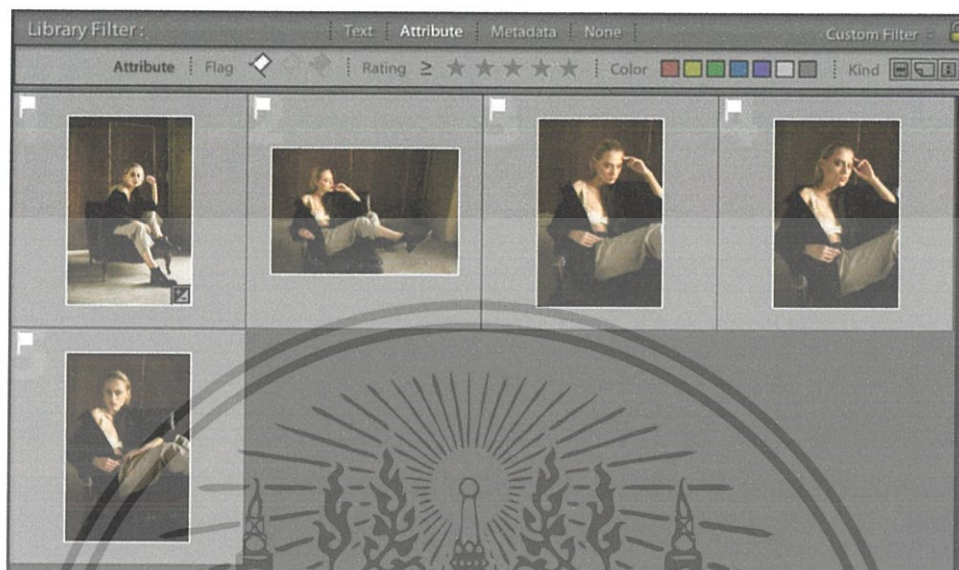 Library Filter : Text Attribute Metadata None Custom Filter
Attribute Flag Rating ≥ ★ ★ ★ ★ ★ Color Kind